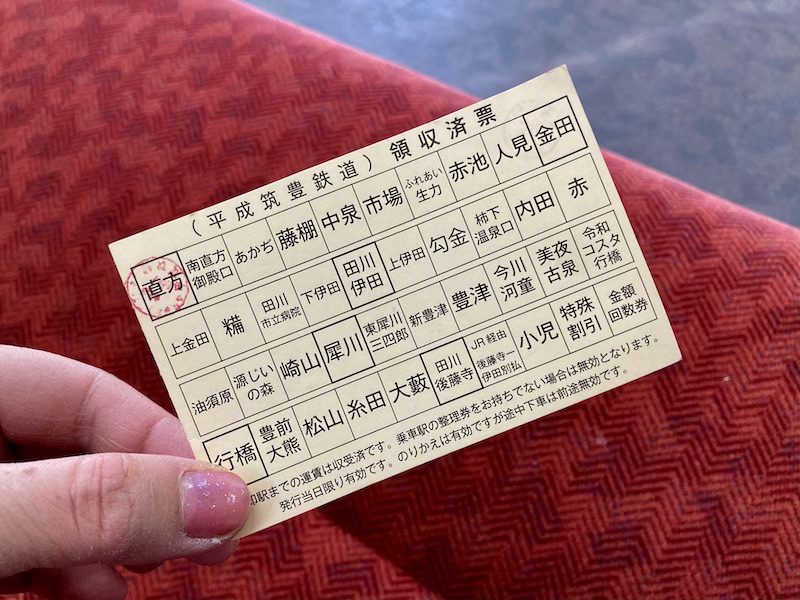 (平成筑豊鉄道) 領収済票
直方 南直方御殿口 あかぢ 藤棚 中泉 市場 ふれあい生力 赤池 人見 金田
上金田 糒 田川市立病院 下伊田 田川伊田 上伊田 勾金 柿下温泉口 内田 赤
油須原 源じいの森 崎山 犀川 東犀川三四郎 新豊津 豊津 今川河童 美夜古泉 令和コスタ行橋
行橋 豊前大熊 松山 糸田 大藪 田川後藤寺 JR経由後藤寺ー伊田別払 小児 特殊割引 金額回数券
印駅までの運賃は収受済です。乗車駅の整理券をお持ちでない場合は無効となります。
発行当日限り有効です。のりかえは有効ですが途中下車は前途無効です。